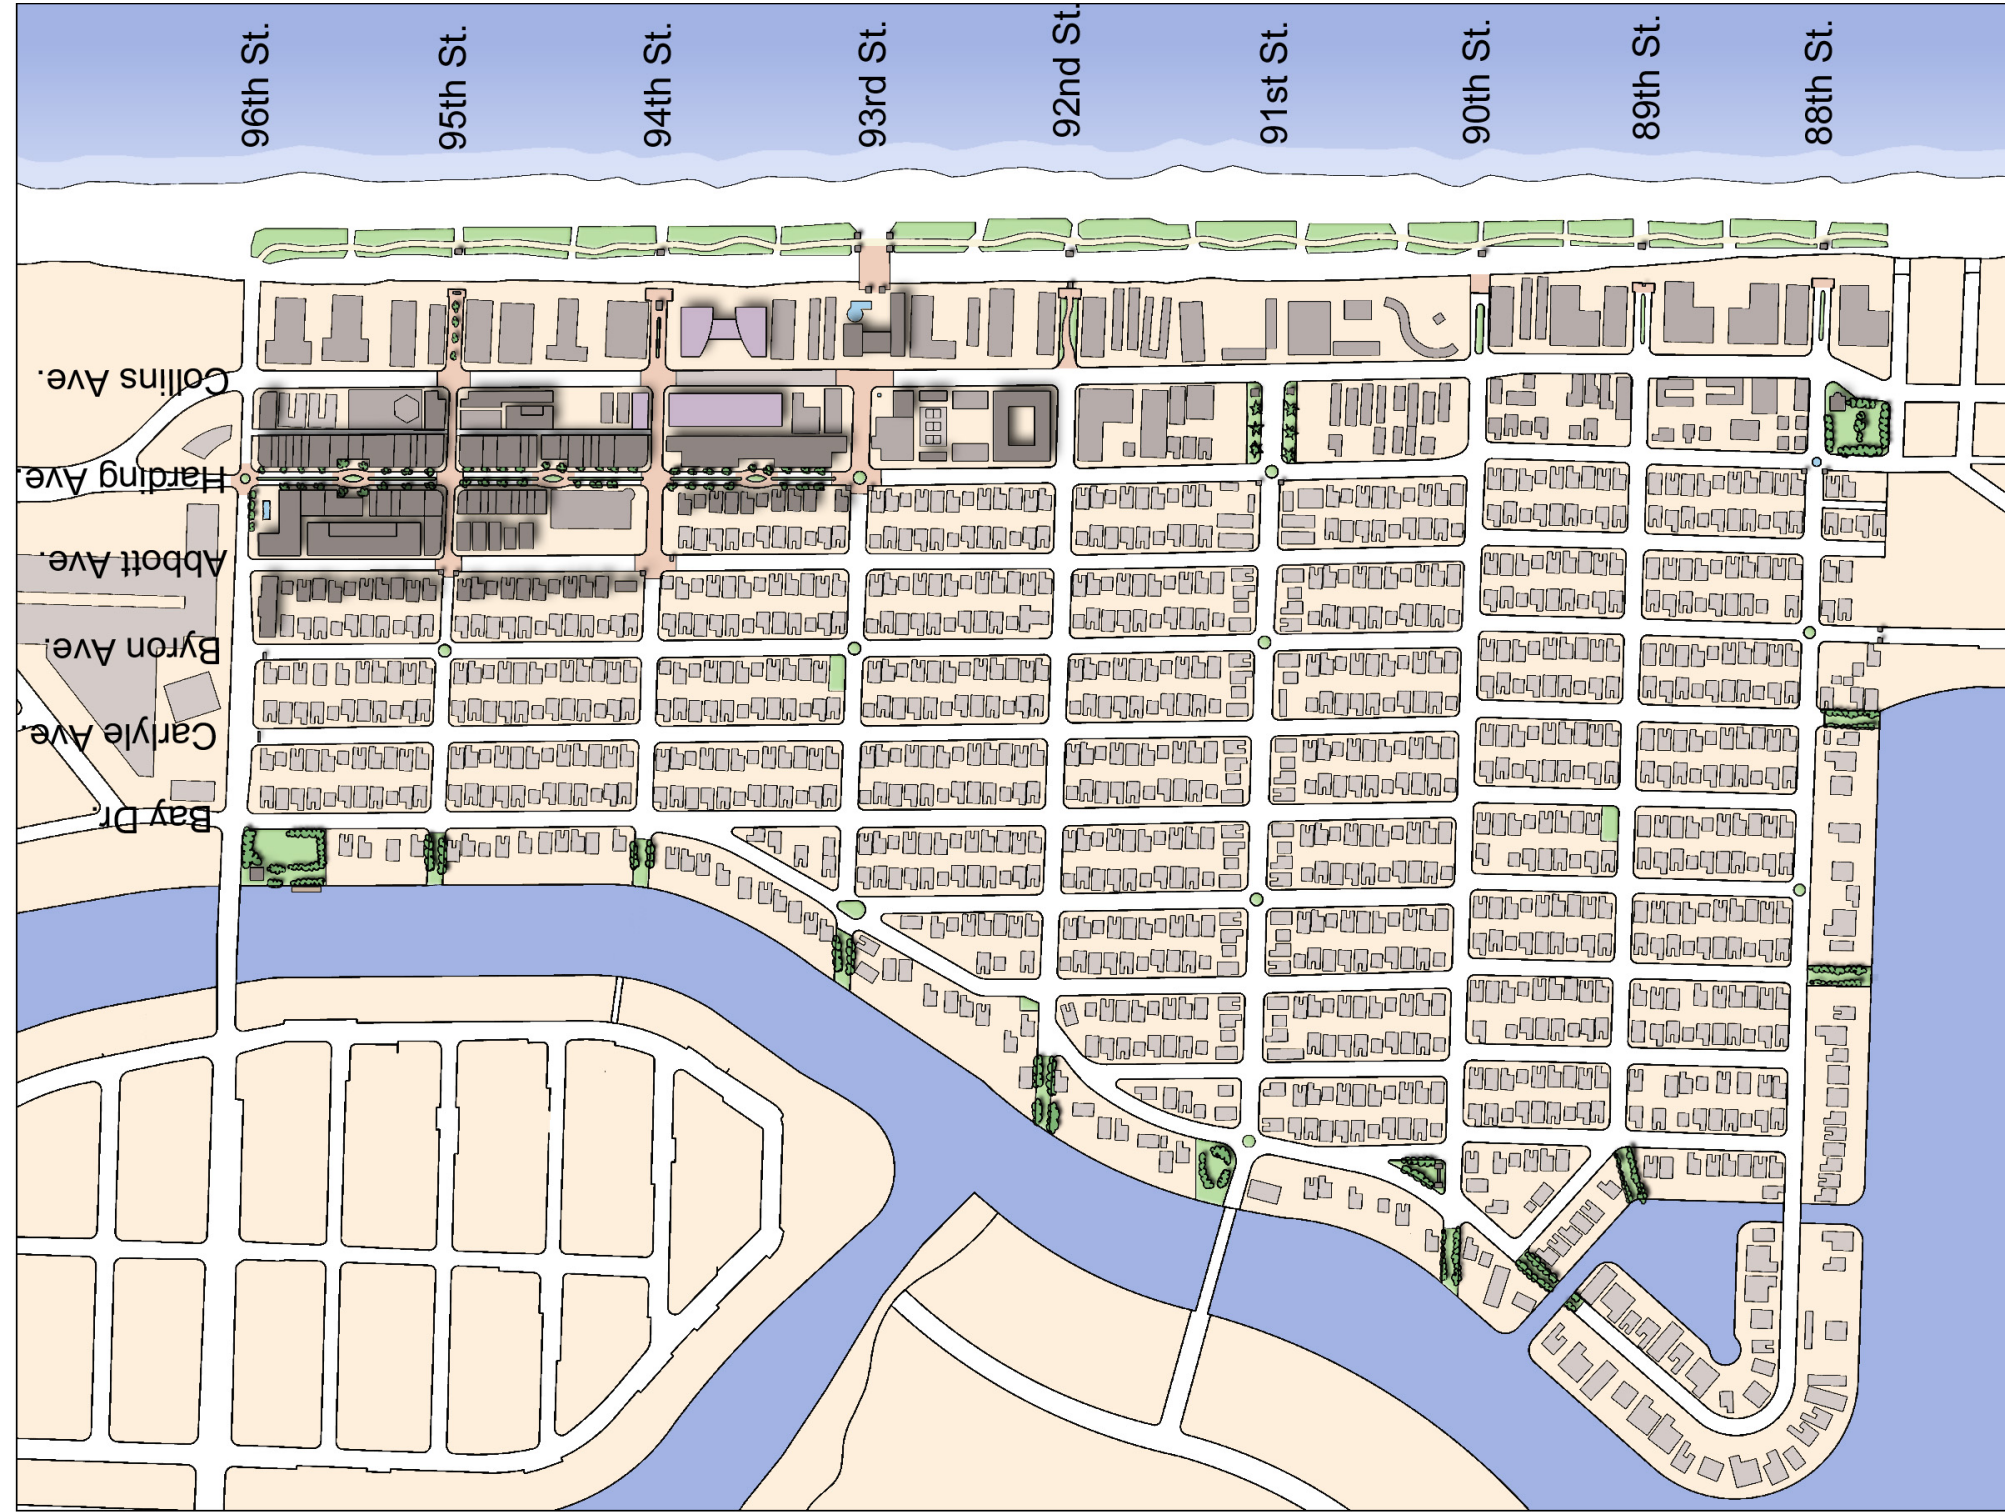 96th St.
95th St.
94th St.
93rd St.
92nd St.
91st St.
90th St.
89th St.
88th St.
Collins Ave.
Harding Ave.
Abbott Ave.
Byron Ave.
Carlyle Ave.
Bay Dr.